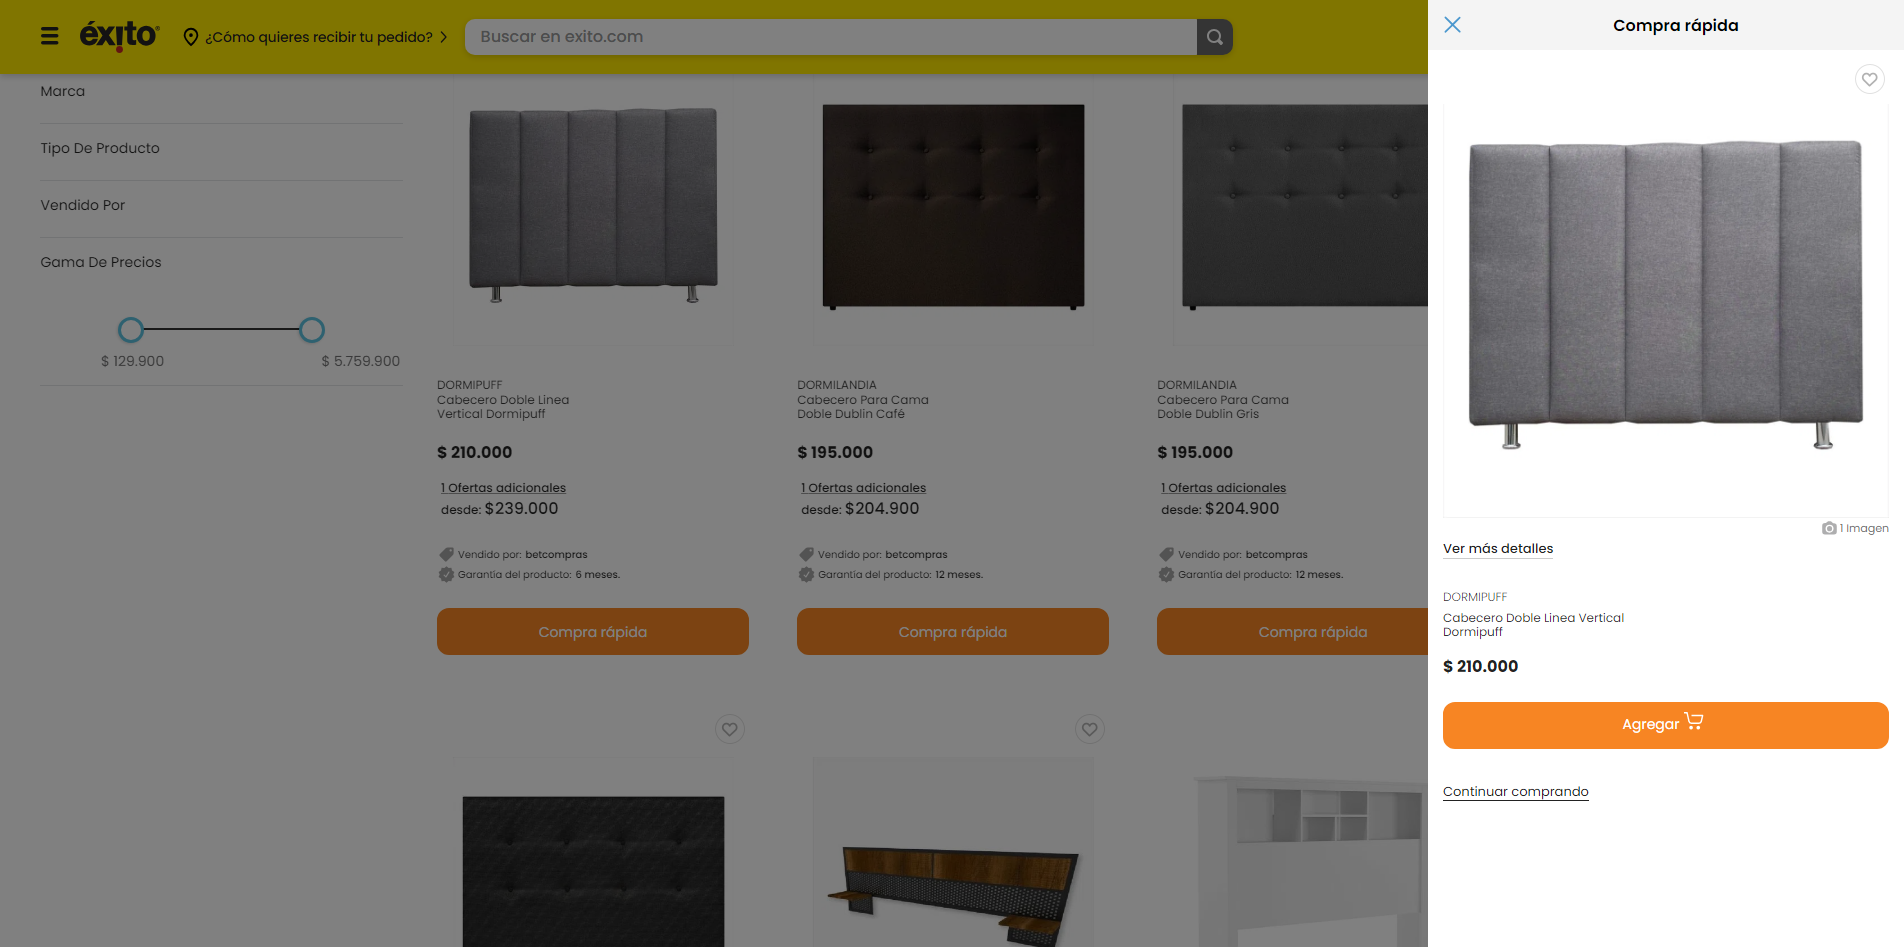 éxito
¿Cómo quieres recibir tu pedido?
Buscar en exito.com
Marca
Tipo De Producto
Vendido Por
Gama De Precios
$ 129.900
$ 5.759.900
DORMIPUFF
Cabecero Doble Linea
Vertical Dormipuff
$ 210.000
1 Ofertas adicionales
desde: $239.000
Vendido por: betcompras
Garantía del producto: 6 meses.
Compra rápida
DORMILANDIA
Cabecero Para Cama
Doble Dublin Café
$ 195.000
1 Ofertas adicionales
desde: $204.900
Vendido por: betcompras
Garantía del producto: 12 meses.
Compra rápida
DORMILANDIA
Cabecero Para Cama
Doble Dublin Gris
$ 195.000
1 Ofertas adicionales
desde: $204.900
Vendido por: betcompras
Garantía del producto: 12 meses.
Compra rápida
Compra rápida
1 Imagen
Ver más detalles
DORMIPUFF
Cabecero Doble Linea Vertical
Dormipuff
$ 210.000
Agregar
Continuar comprando